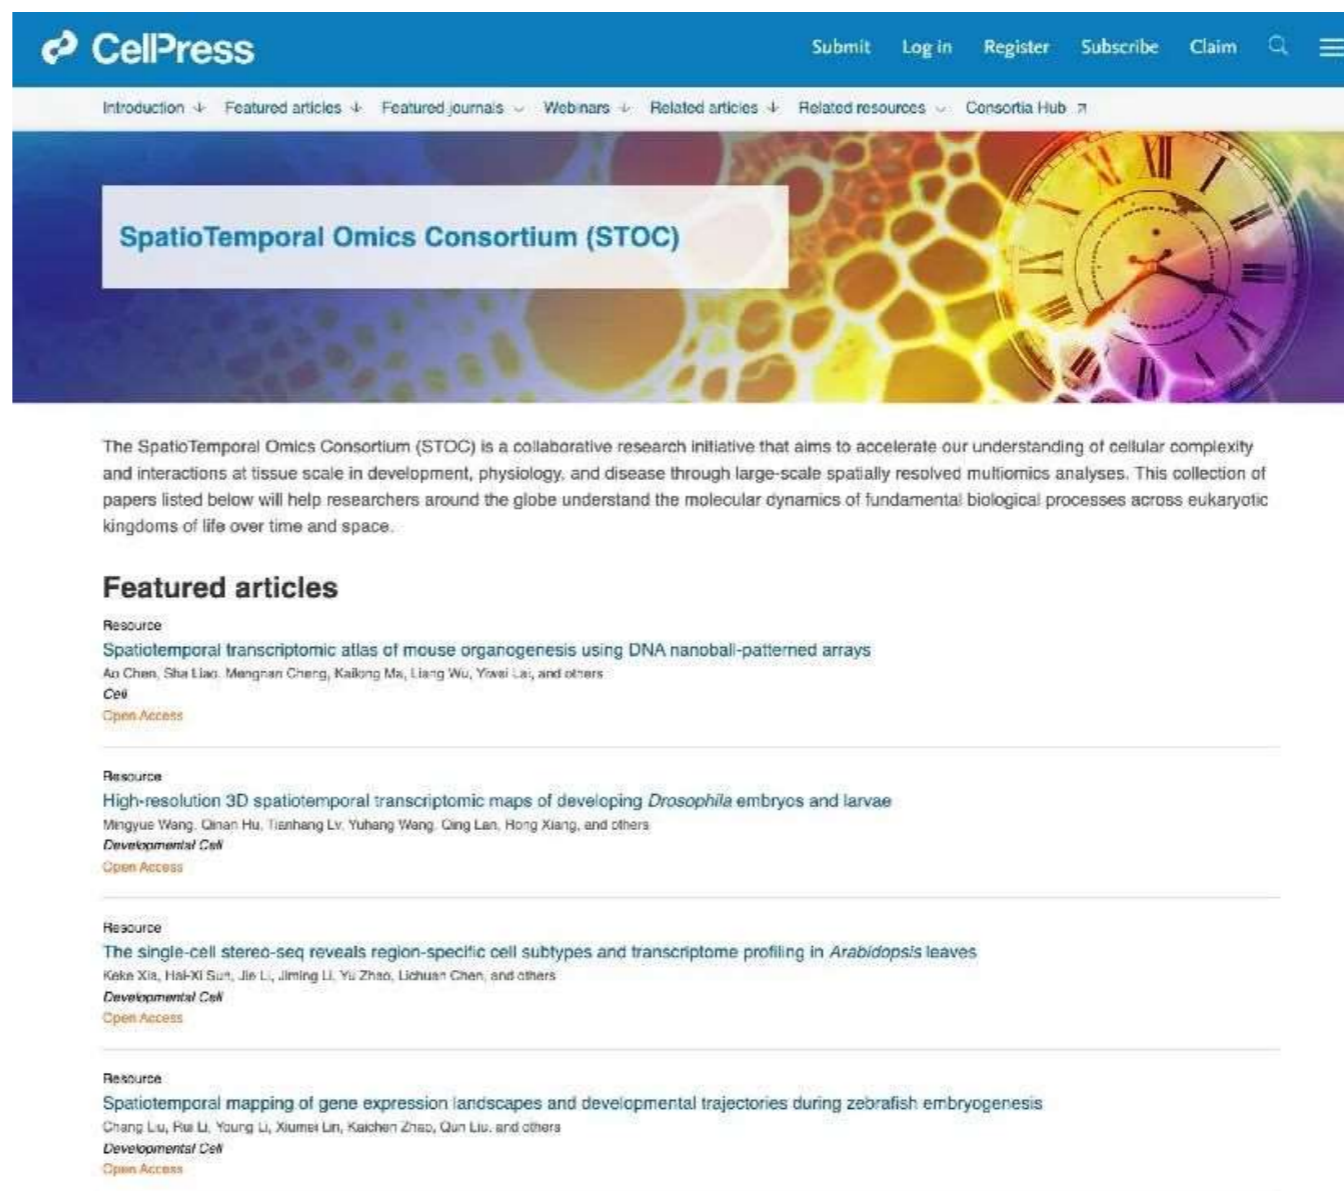 CellPress
Submit Log in Register Subscribe Claim
Introduction Featured articles Featured journals Webinars Related articles Related resources Consortia Hub
SpatioTemporal Omics Consortium (STOC)
The SpatioTemporal Omics Consortium (STOC) is a collaborative research initiative that aims to accelerate our understanding of cellular complexity
and interactions at tissue scale in development, physiology, and disease through large-scale spatially resolved multiomics analyses. This collection of
papers listed below will help researchers around the globe understand the molecular dynamics of fundamental biological processes across eukaryotic
kingdoms of life over time and space.
Featured articles
Resource
Spatiotemporal transcriptomic atlas of mouse organogenesis using DNA nanoball-patterned arrays
Ao Chen, Sha Liao, Mengnan Cheng, Kailong Ma, Liang Wu, Yiwei Lai, and others
Cell
Open Access
Resource
High-resolution 3D spatiotemporal transcriptomic maps of developing Drosophila embryos and larvae
Mingyue Wang, Qinan Hu, Tianhang Lv, Yuhang Wang, Qing Lan, Rong Xiang, and others
Developmental Cell
Open Access
Resource
The single-cell stereo-seq reveals region-specific cell subtypes and transcriptome profiling in Arabidopsis leaves
Keke Xia, Hai-Xi Sun, Jie Li, Jiming Li, Yu Zhao, Lichuan Chen, and others
Developmental Cell
Open Access
Resource
Spatiotemporal mapping of gene expression landscapes and developmental trajectories during zebrafish embryogenesis
Chang Liu, Rui Li, Young Li, Xiumei Lin, Kaichen Zhao, Qun Liu, and others
Developmental Cell
Open Access